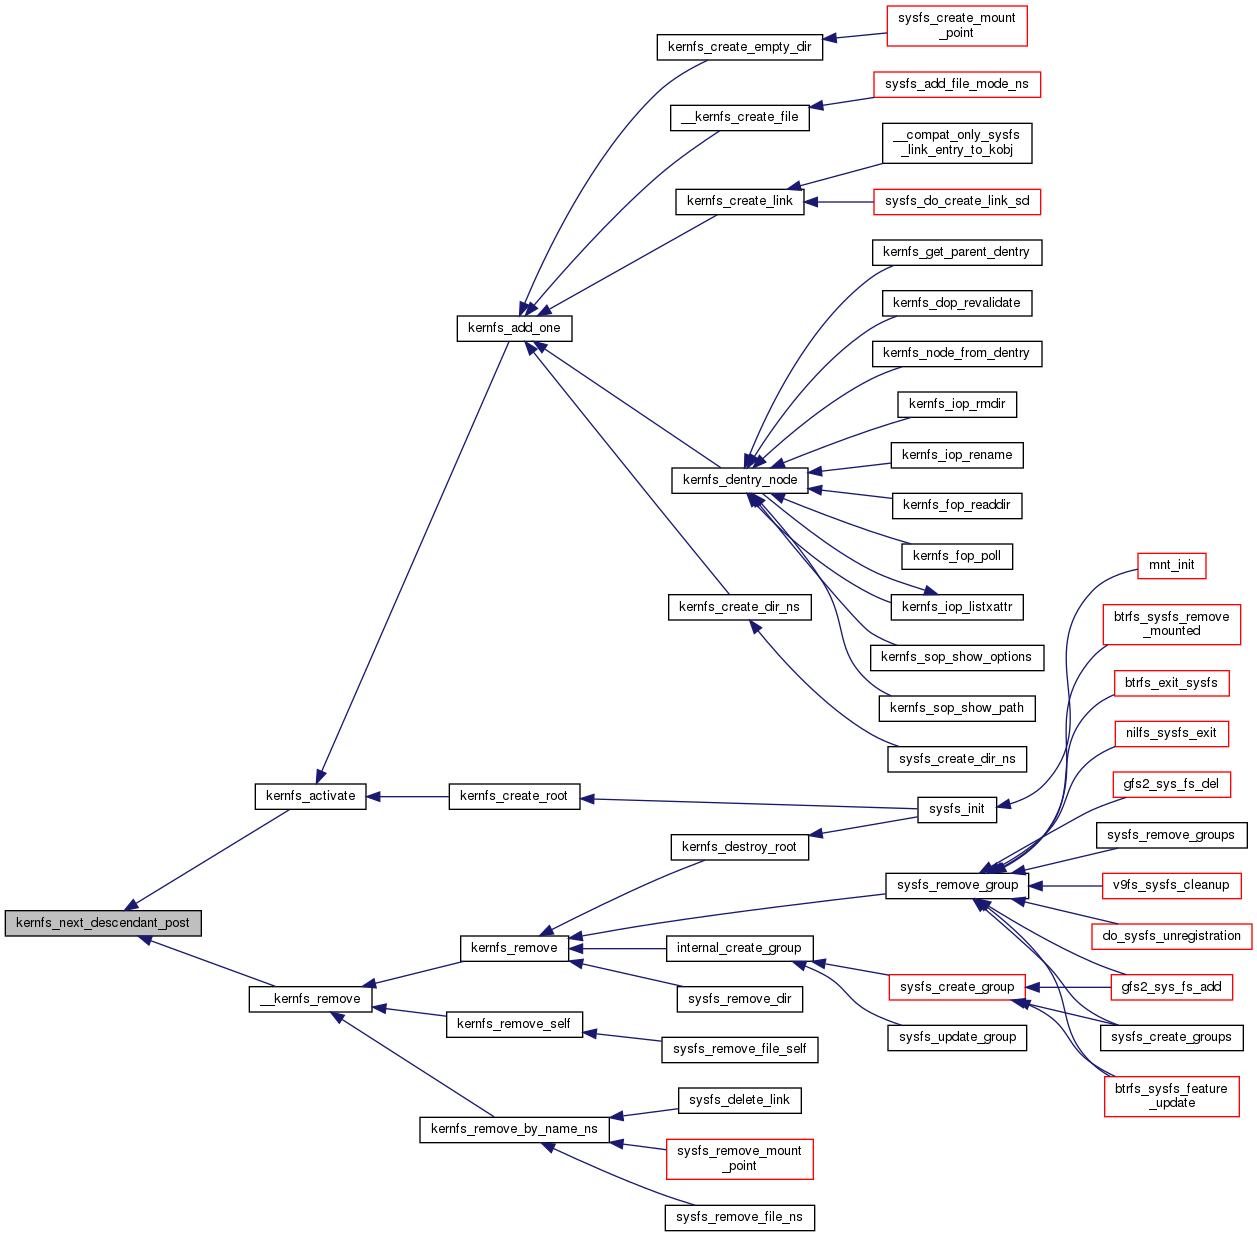 sysfs_create_mount
_point
kernfs_create_empty_dir
sysfs_add_file_mode_ns
__kernfs_create_file
__compat_only_sysfs
_link_entry_to_kobj
kernfs_create_link
sysfs_do_create_link_sd
kernfs_get_parent_dentry
kernfs_dop_revalidate
kernfs_add_one
kernfs_node_from_dentry
kernfs_iop_rmdir
kernfs_iop_rename
kernfs_dentry_node
kernfs_fop_readdir
kernfs_fop_poll
mnt_init
kernfs_create_dir_ns
kernfs_iop_listxattr
btrfs_sysfs_remove
_mounted
kernfs_sop_show_options
btrfs_exit_sysfs
kernfs_sop_show_path
nilfs_sysfs_exit
sysfs_create_dir_ns
gfs2_sys_fs_del
kernfs_activate
kernfs_create_root
sysfs_init
sysfs_remove_groups
kernfs_destroy_root
sysfs_remove_group
v9fs_sysfs_cleanup
kernfs_next_descendant_post
do_sysfs_unregistration
kernfs_remove
internal_create_group
sysfs_create_group
gfs2_sys_fs_add
__kernfs_remove
sysfs_remove_dir
kernfs_remove_self
sysfs_update_group
sysfs_create_groups
sysfs_remove_file_self
btrfs_sysfs_feature
_update
sysfs_delete_link
kernfs_remove_by_name_ns
sysfs_remove_mount
_point
sysfs_remove_file_ns